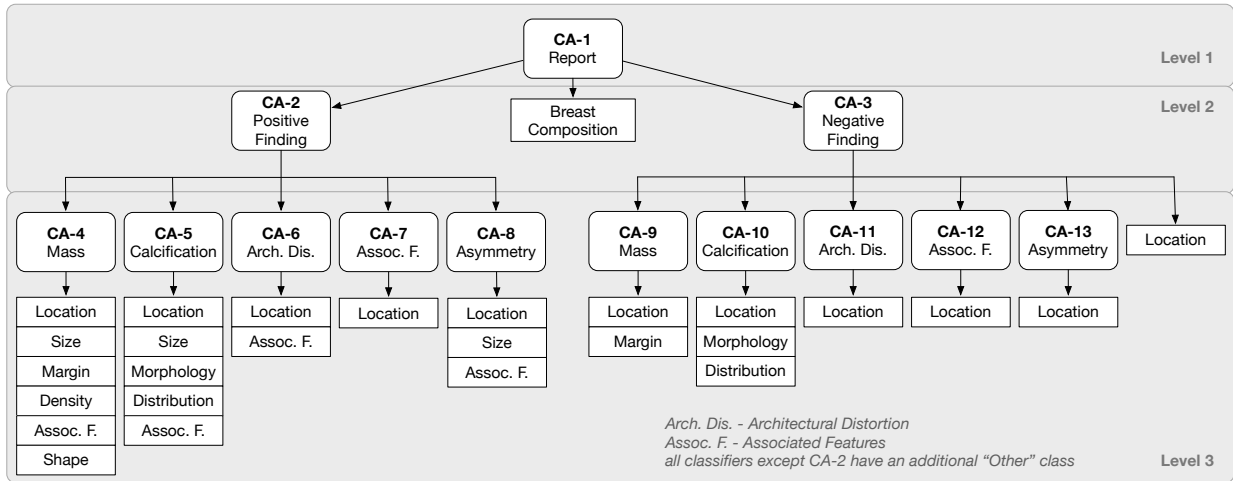 CA-1
Report
Level 1
CA-2
Positive
Finding
Breast
Composition
CA-3
Negative
Finding
Level 2
CA-4
Mass
CA-5
Calcification
CA-6
Arch. Dis.
CA-7
Assoc. F.
CA-8
Asymmetry
CA-9
Mass
CA-10
Calcification
CA-11
Arch. Dis.
CA-12
Assoc. F.
CA-13
Asymmetry
Location
Location
Size
Margin
Density
Assoc. F.
Shape
Location
Size
Morphology
Distribution
Assoc. F.
Location
Assoc. F.
Location
Location
Size
Assoc. F.
Location
Margin
Location
Morphology
Distribution
Location
Location
Location
Arch. Dis. - Architectural Distortion
Assoc. F. - Associated Features
all classifiers except CA-2 have an additional “Other” class
Level 3